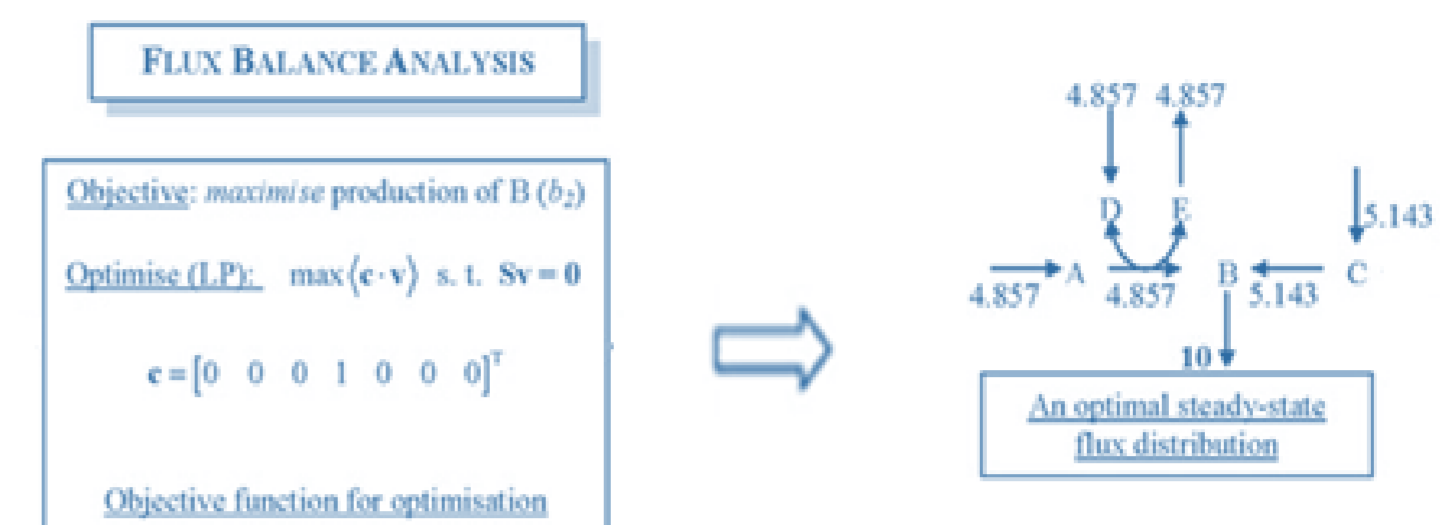 FLUX BALANCE ANALYSIS
Objective: maximise production of B (b₂)
Optimise (LP): max⟨c · v⟩ s. t. Sv = 0
c = [0 0 0 1 0 0 0]ᵀ
Objective function for optimisation
4.857 4.857
D E
5.143
A B C
4.857 4.857 5.143
10
An optimal steady-state
flux distribution